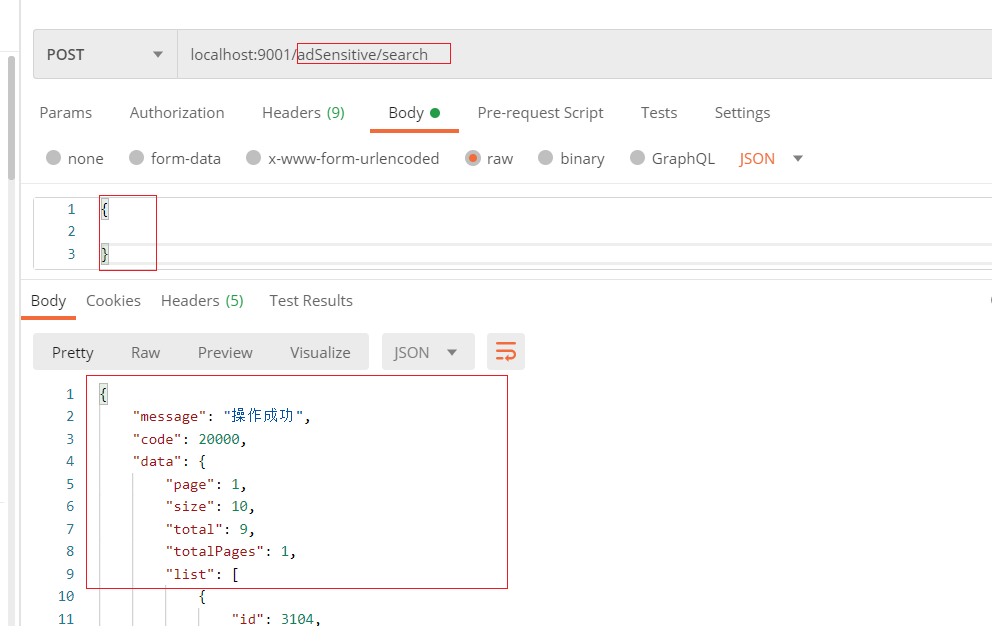 POST localhost:9001/adSensitive/search
Params Authorization Headers (9) Body Pre-request Script Tests Settings
none form-data x-www-form-urlencoded raw binary GraphQL JSON
1 {
2
3 }
Body Cookies Headers (5) Test Results
Pretty Raw Preview Visualize JSON
1 {
2 "message": "操作成功",
3 "code": 20000,
4 "data": {
5 "page": 1,
6 "size": 10,
7 "total": 9,
8 "totalPages": 1,
9 "list": [
10 {
11 "id": 3104,